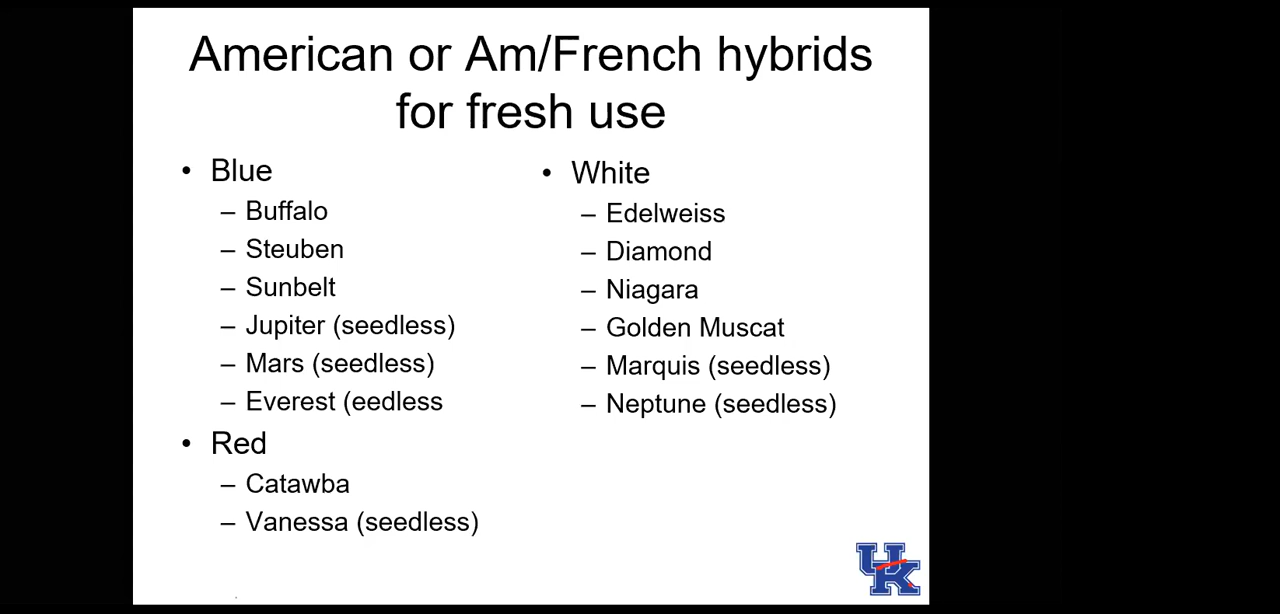 American or Am/French hybrids
for fresh use
• Blue
– Buffalo
– Steuben
– Sunbelt
– Jupiter (seedless)
– Mars (seedless)
– Everest (eedless
• Red
– Catawba
– Vanessa (seedless)
• White
– Edelweiss
– Diamond
– Niagara
– Golden Muscat
– Marquis (seedless)
– Neptune (seedless)
UK